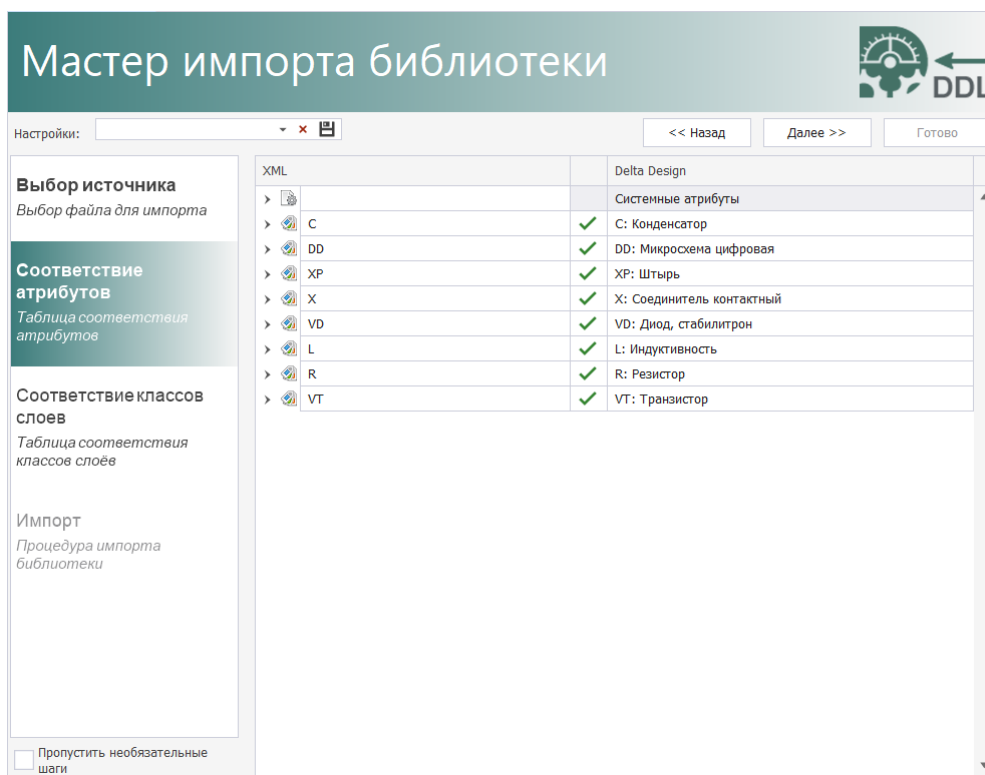 Мастер импорта библиотеки
DDL
Настройки:
<< Назад
Далее >>
Готово
Выбор источника
Выбор файла для импорта
Соответствие
атрибутов
Таблица соответствия
атрибутов
Соответствие классов
слоев
Таблица соответствия
классов слоёв
Импорт
Процедура импорта
библиотеки
Пропустить необязательные
шаги
XML Delta Design
Системные атрибуты
C C: Конденсатор
DD DD: Микросхема цифровая
XP XP: Штырь
X X: Соединитель контактный
VD VD: Диод, стабилитрон
L L: Индуктивность
R R: Резистор
VT VT: Транзистор